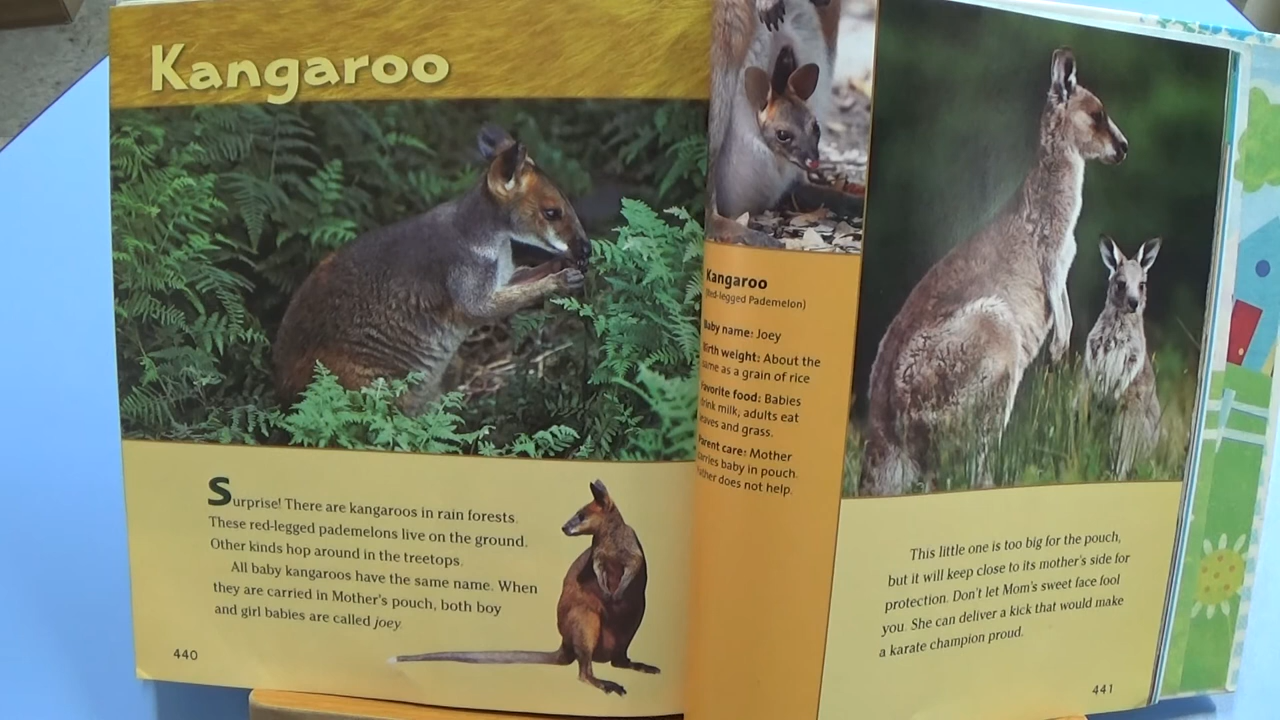 Kangaroo
Surprise! There are kangaroos in rain forests.
These red-legged pademelons live on the ground.
Other kinds hop around in the treetops.
All baby kangaroos have the same name. When
they are carried in Mother's pouch, both boy
and girl babies are called joey.
440
Kangaroo
(Red-legged Pademelon)
Baby name: Joey
Birth weight: About the
same as a grain of rice
Favorite food: Babies
drink milk, adults eat
leaves and grass.
Parent care: Mother
carries baby in pouch.
Father does not help.
This little one is too big for the pouch,
but it will keep close to its mother's side for
protection. Don't let Mom's sweet face fool
you. She can deliver a kick that would make
a karate champion proud.
441